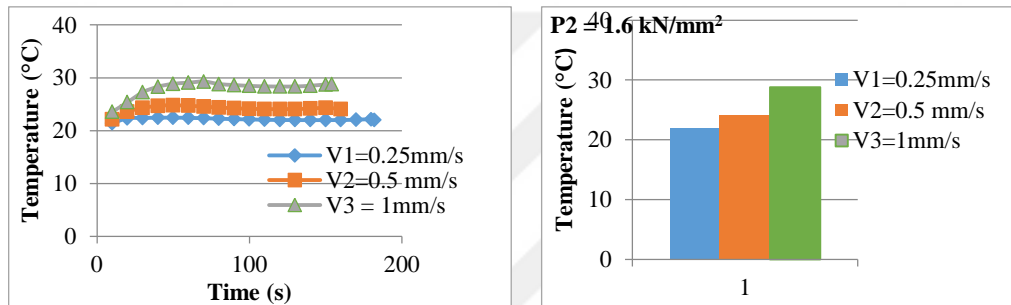 Temperature (°C)
40
30
20
10
0
V1=0.25mm/s
V2=0.5 mm/s
V3 = 1mm/s
0
100
200
Time (s)
P2 = 1.6 kN/mm²
Temperature (°C)
40
30
20
10
0
V1=0.25mm/s
V2=0.5 mm/s
V3=1mm/s
1